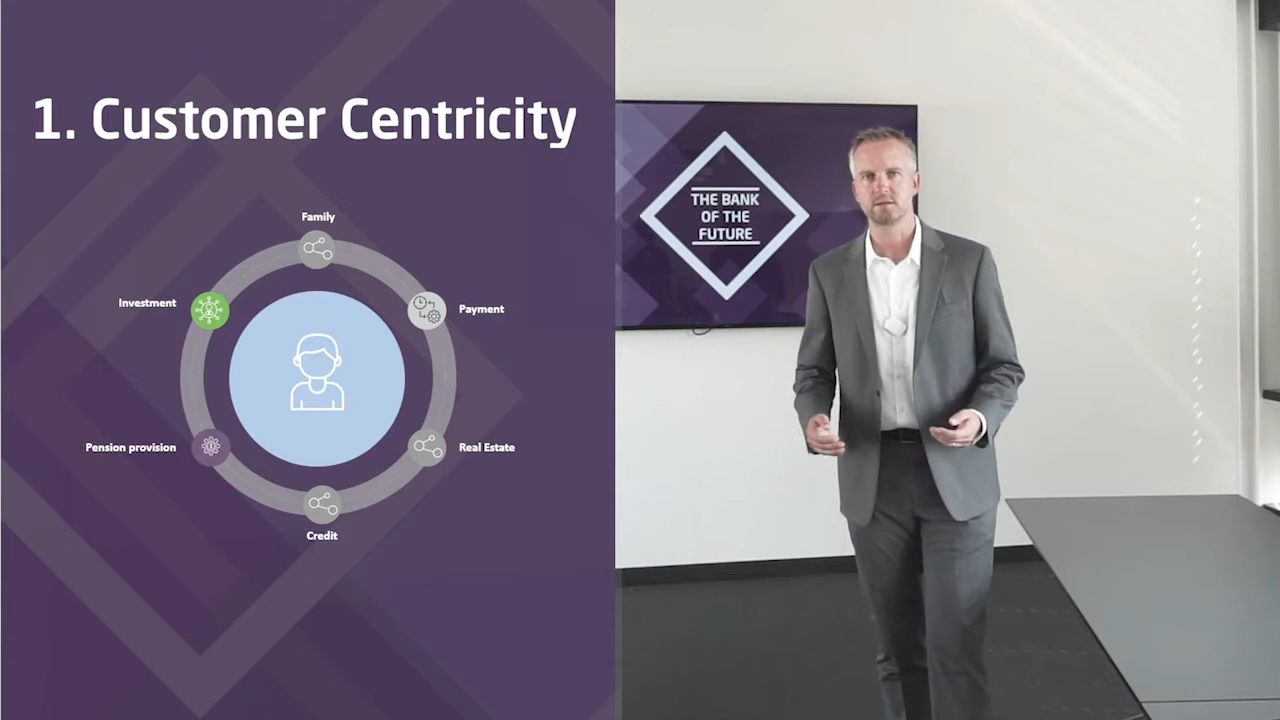 1. Customer Centricity
Family
Investment
Payment
Pension provision
Real Estate
Credit
THE BANK
OF THE
FUTURE